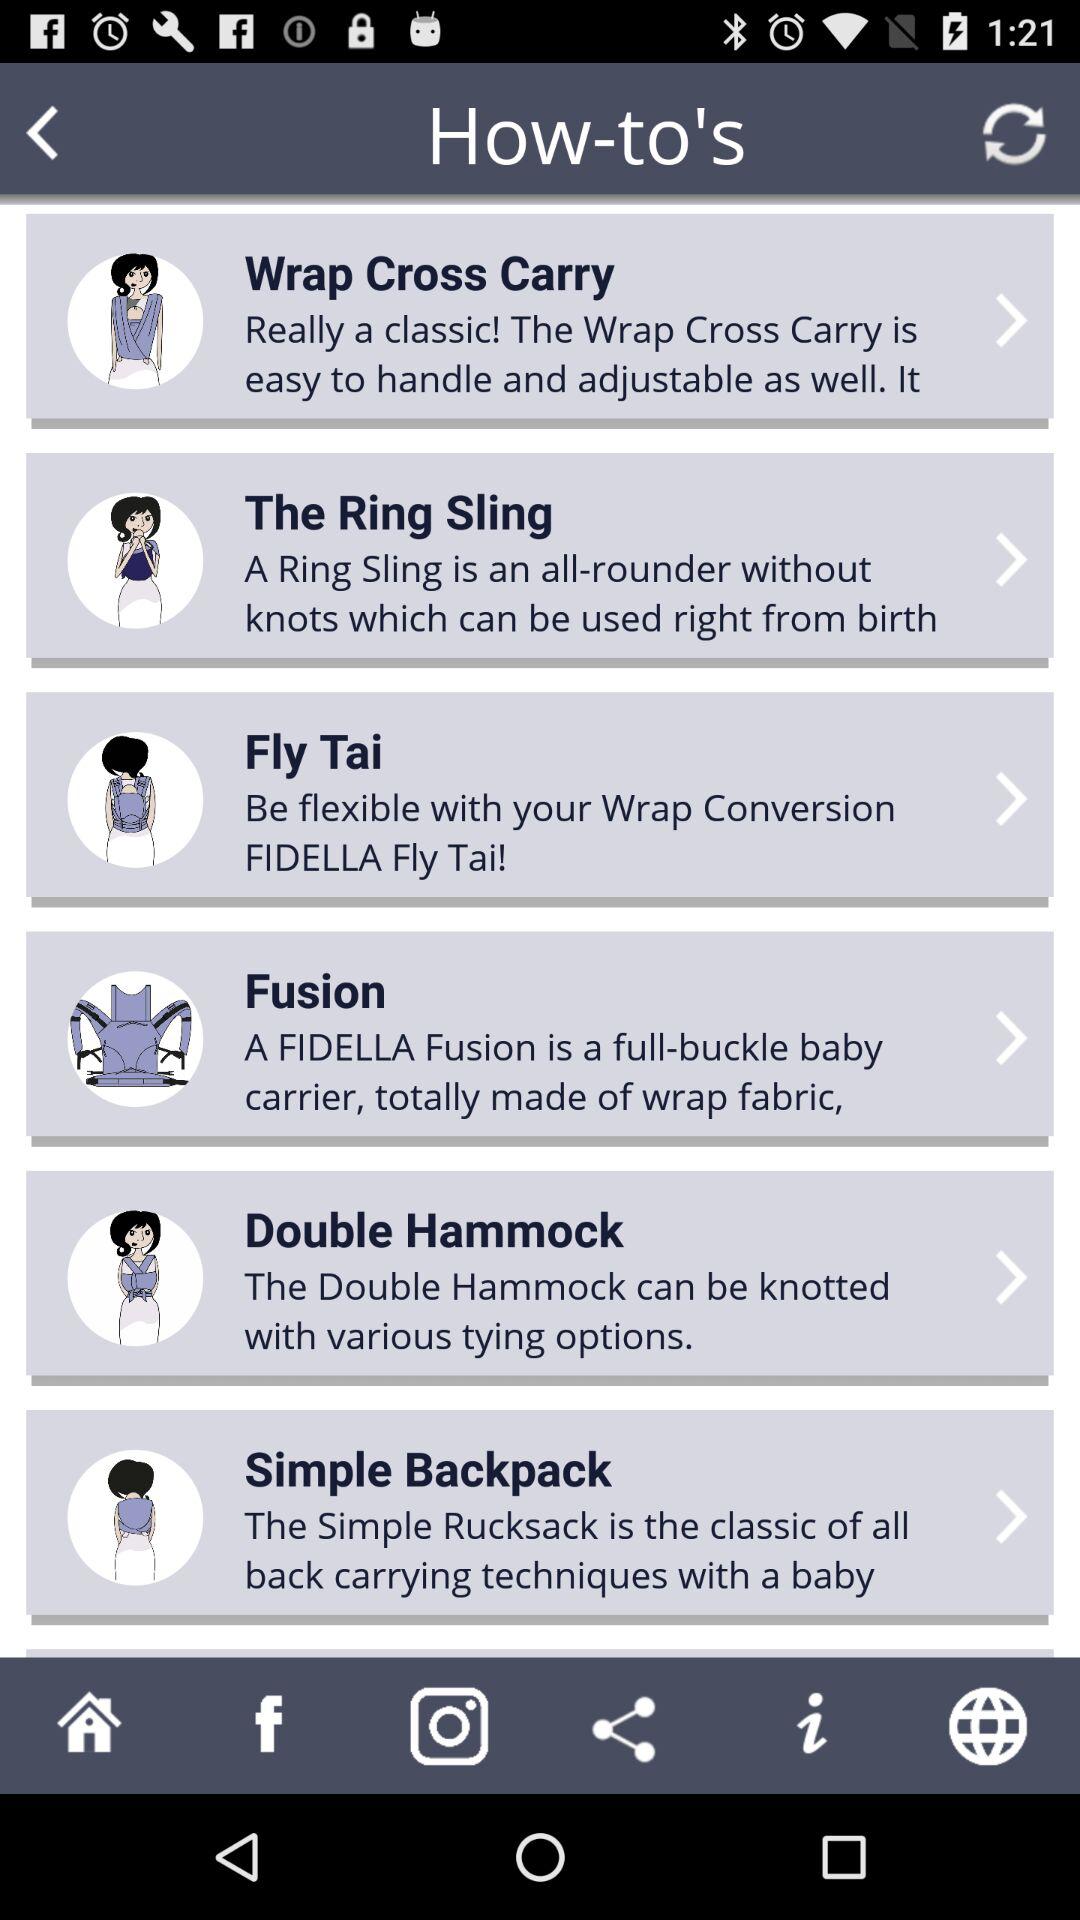 1:21
How-to's
Wrap Cross Carry
Really a classic! The Wrap Cross Carry is
easy to handle and adjustable as well. It
The Ring Sling
A Ring Sling is an all-rounder without
knots which can be used right from birth
Fly Tai
Be flexible with your Wrap Conversion
FIDELLA Fly Tai!
Fusion
A FIDELLA Fusion is a full-buckle baby
carrier, totally made of wrap fabric,
Double Hammock
The Double Hammock can be knotted
with various tying options.
Simple Backpack
The Simple Rucksack is the classic of all
back carrying techniques with a baby